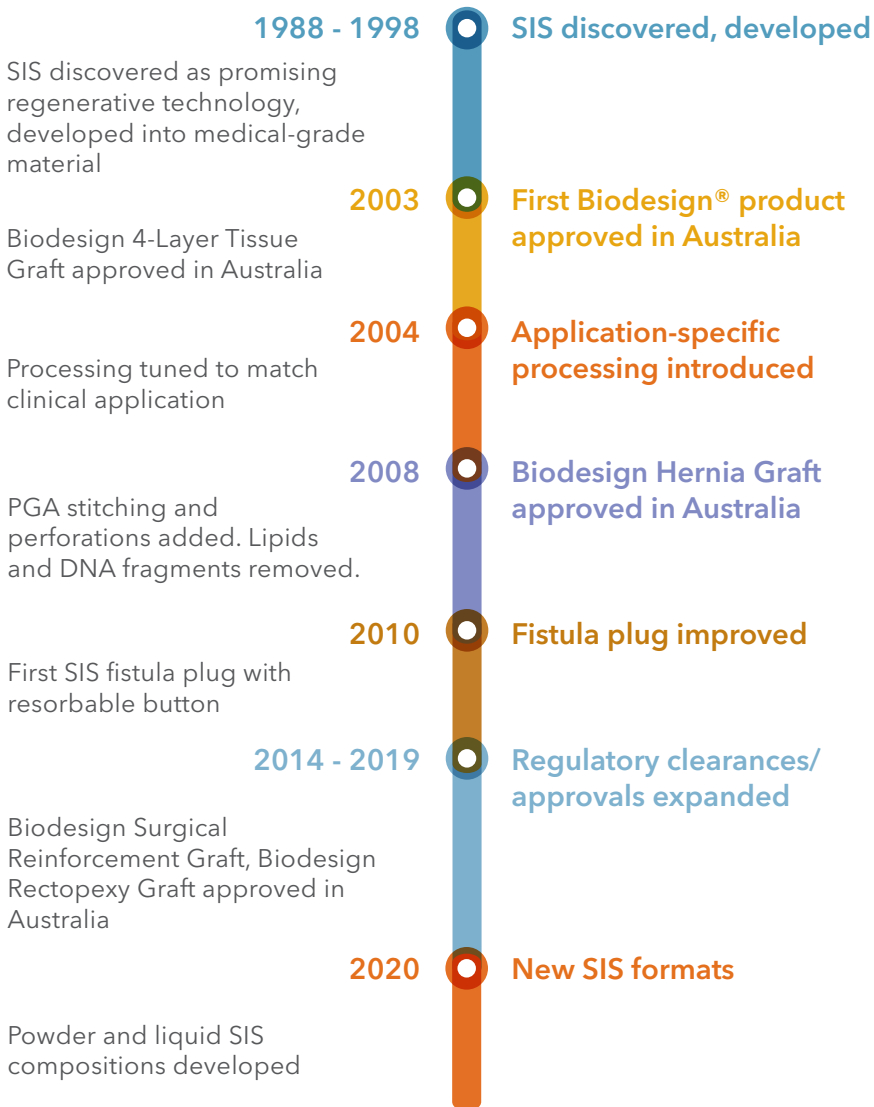 1988 - 1998
SIS discovered, developed
SIS discovered as promising
regenerative technology,
developed into medical-grade
material
2003
First Biodesign® product
approved in Australia
Biodesign 4-Layer Tissue
Graft approved in Australia
2004
Application-specific
processing introduced
Processing tuned to match
clinical application
2008
Biodesign Hernia Graft
approved in Australia
PGA stitching and
perforations added. Lipids
and DNA fragments removed.
2010
Fistula plug improved
First SIS fistula plug with
resorbable button
2014 - 2019
Regulatory clearances/
approvals expanded
Biodesign Surgical
Reinforcement Graft, Biodesign
Rectopexy Graft approved in
Australia
2020
New SIS formats
Powder and liquid SIS
compositions developed